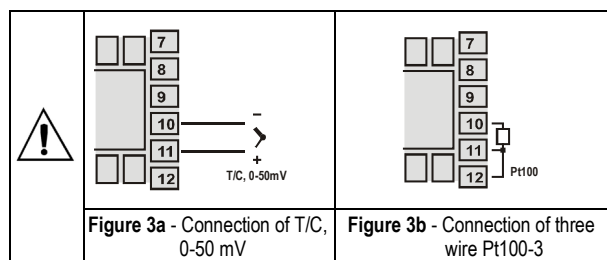 7
8
9
10
11
12
–
+
T/C, 0-50mV
7
8
9
10
11
12
Pt100
Figure 3a - Connection of T/C,
0-50 mV
Figure 3b - Connection of three
wire Pt100-3